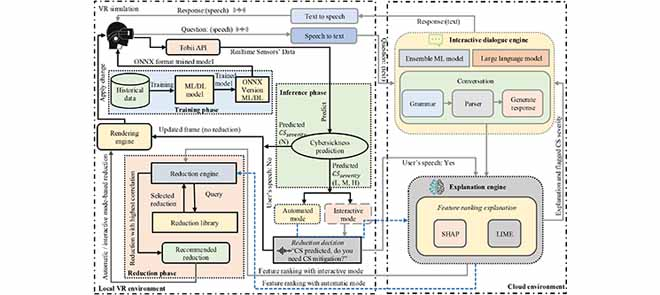 VR simulation
Response (speech)
Text to speech
Response(text)
Question: (speech)
Speech to text
Tobii API
Realtime Sensors' Data
ONNX format trained model
Question: (text)
Interactive dialogue engine
Ensemble ML model
Large language model
Conversation
Grammar
Parser
Generate
response
Apply change
Historical
data
Training
ML/DL
model
Trained
model
ONNX
Version
ML/DL
Training phase
Inference phase
Predict
Predicted
CSseverity
(N)
Cybersickness
prediction
Predicted
CSseverity
(L, M, H)
Rendering
engine
Updated frame (no reduction)
User's speech: No
User's speech: Yes
Explanation and flagged CS severity
Automatic / interactive mode-based reduction
Reduction with highest correlation
Reduction engine
Selected
reduction
Query
Reduction library
Recommended
reduction
Reduction phase
Automated
mode
Interactive
mode
Reduction decision
"CS predicted, do you
need CS mitigation?"
Explanation engine
Feature ranking explanation
SHAP
LIME
Feature ranking with interactive mode
Feature ranking with automatic mode
Local VR environment
Cloud environment